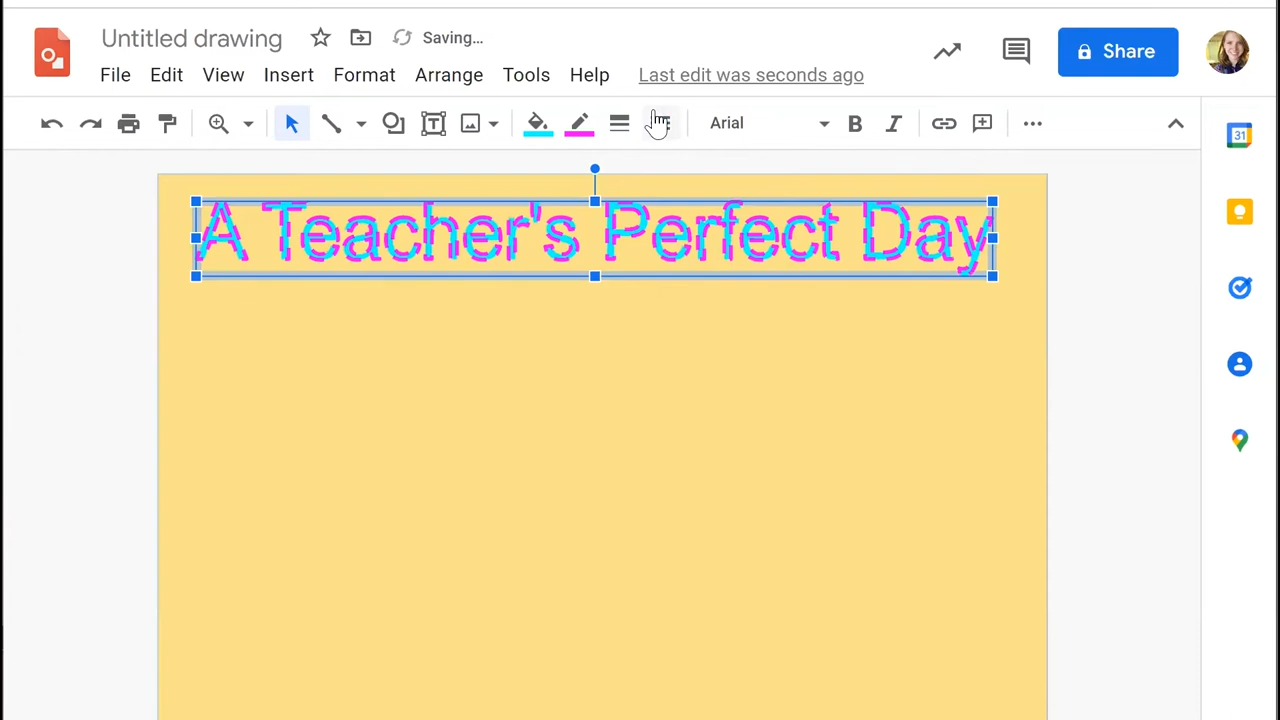 Untitled drawing
Saving...
File Edit View Insert Format Arrange Tools Help Last edit was seconds ago
Share
Arial B I
31
A Teacher's Perfect Day